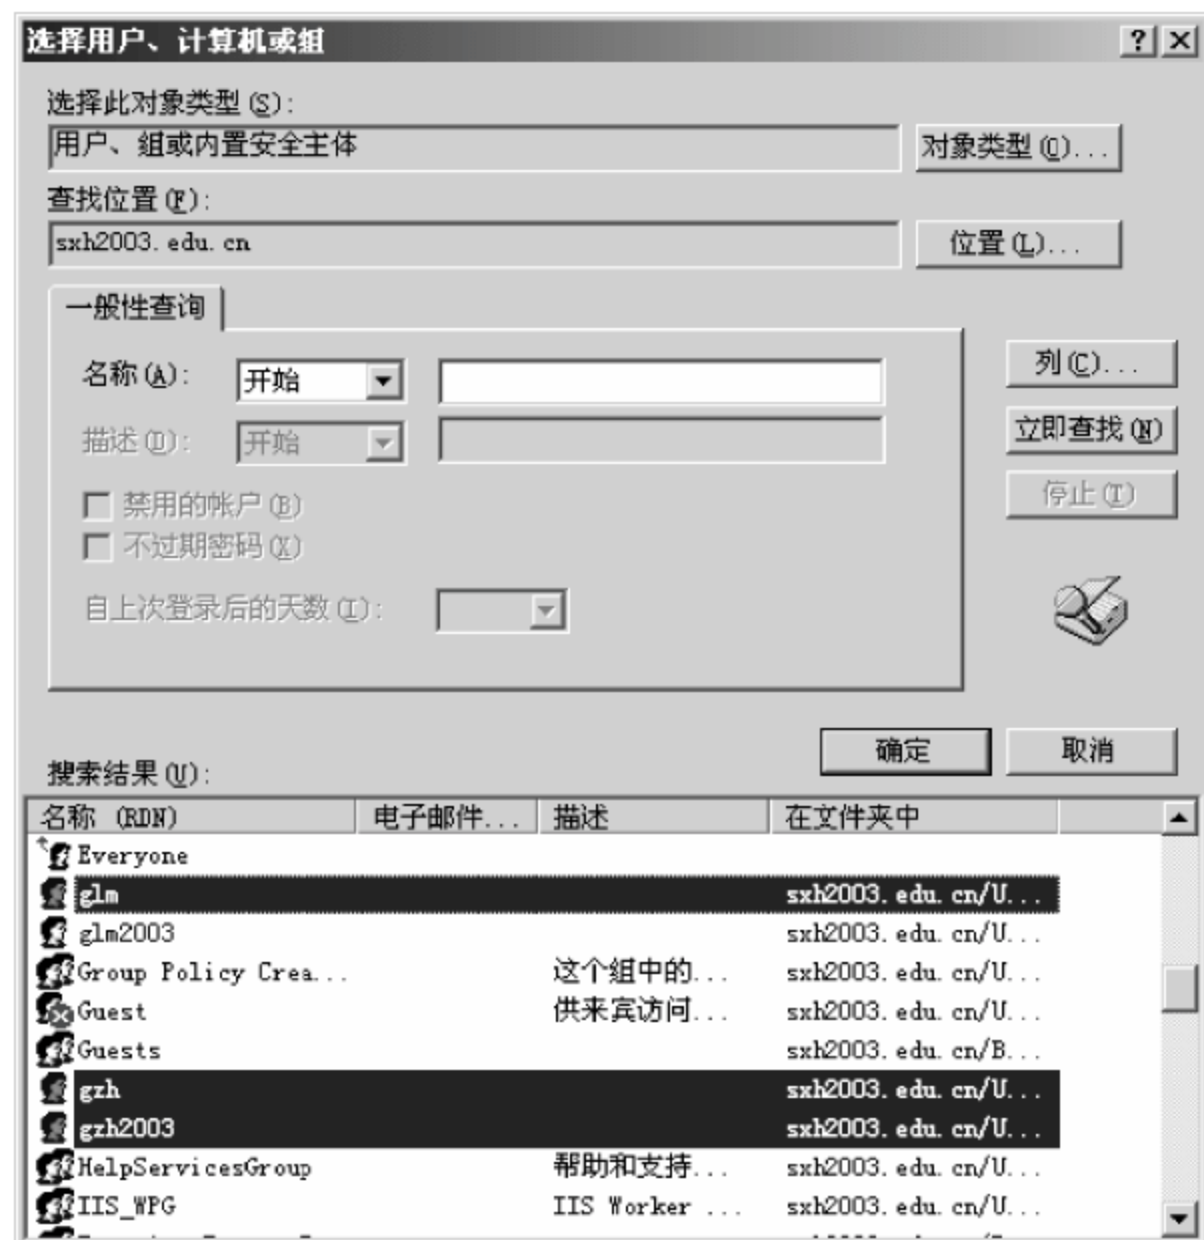 选择用户、计算机或组
选择此对象类型(S):
用户、组或内置安全主体 对象类型(O)...
查找位置(F):
sxh2003.edu.cn 位置(L)...
一般性查询
名称(A): 开始 列(C)...
描述(D): 开始 立即查找(N)
禁用的帐户(B) 停止(T)
不过期密码(X)
自上次登录后的天数(I):
确定 取消
搜索结果(U):
名称 (RDN) 电子邮件... 描述 在文件夹中
Everyone
glm sxh2003.edu.cn/U...
glm2003 sxh2003.edu.cn/U...
Group Policy Crea... 这个组中的... sxh2003.edu.cn/U...
Guest 供来宾访问... sxh2003.edu.cn/U...
Guests sxh2003.edu.cn/B...
gzh sxh2003.edu.cn/U...
gzh2003 sxh2003.edu.cn/U...
HelpServicesGroup 帮助和支持... sxh2003.edu.cn/U...
IIS_WPG IIS Worker ... sxh2003.edu.cn/U...